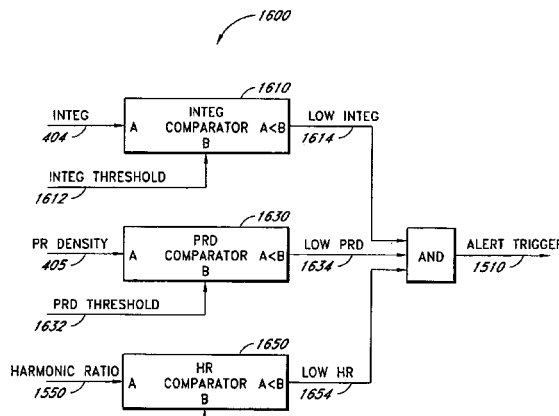 1600
1610
INTEG
404
A
INTEG
COMPARATOR
B
A<B
LOW INTEG
1614
INTEG THRESHOLD
1612
1630
PR DENSITY
405
A
PRD
COMPARATOR
B
A<B
LOW PRD
1634
AND
ALERT TRIGGER
1510
PRD THRESHOLD
1632
1650
HARMONIC RATIO
1550
A
HR
COMPARATOR
B
A<B
LOW HR
1654